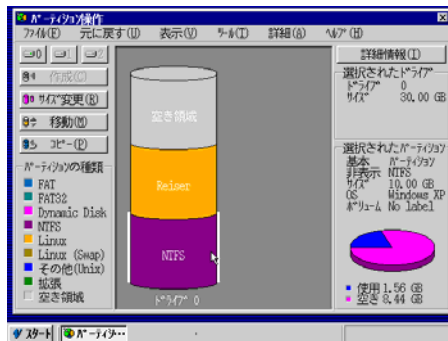 ﾊﾟｰﾃｨｼｮﾝ操作
ﾌｧｲﾙ(F) 元に戻す(U) 表示(V) ﾂｰﾙ(T) 詳細(A) ﾍﾙﾌﾟ(H)
0 1 2
作成(C)
ｻｲｽﾞ変更(R)
移動(M)
ｺﾋﾟｰ(P)
ﾊﾟｰﾃｨｼｮﾝの種類
FAT
FAT32
Dynamic Disk
NTFS
Linux
Linux (Swap)
その他(Unix)
拡張
空き領域
空き領域
Reiser
NTFS
ﾄﾞﾗｲﾌﾞ 0
詳細情報(I)
選択されたﾄﾞﾗｲﾌﾞ
ﾄﾞﾗｲﾌﾞ 0
ｻｲｽﾞ 30.00 GB
選択されたﾊﾟｰﾃｨｼｮﾝ
基本 ﾊﾟｰﾃｨｼｮﾝ
非表示 NTFS
ｻｲｽﾞ 10.00 GB
OS Windows XP
ﾎﾞﾘｭｰﾑ No label
使用 1.56 GB
空き 8.44 GB
ｽﾀｰﾄ ﾊﾟｰﾃｨｼ･･･